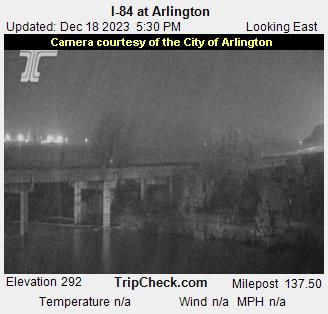 I-84 at Arlington
Updated: Dec 18 2023 5:30 PM Looking East
Camera courtesy of the City of Arlington
Elevation 292 TripCheck.com Milepost 137.50
Temperature n/a Wind n/a MPH n/a